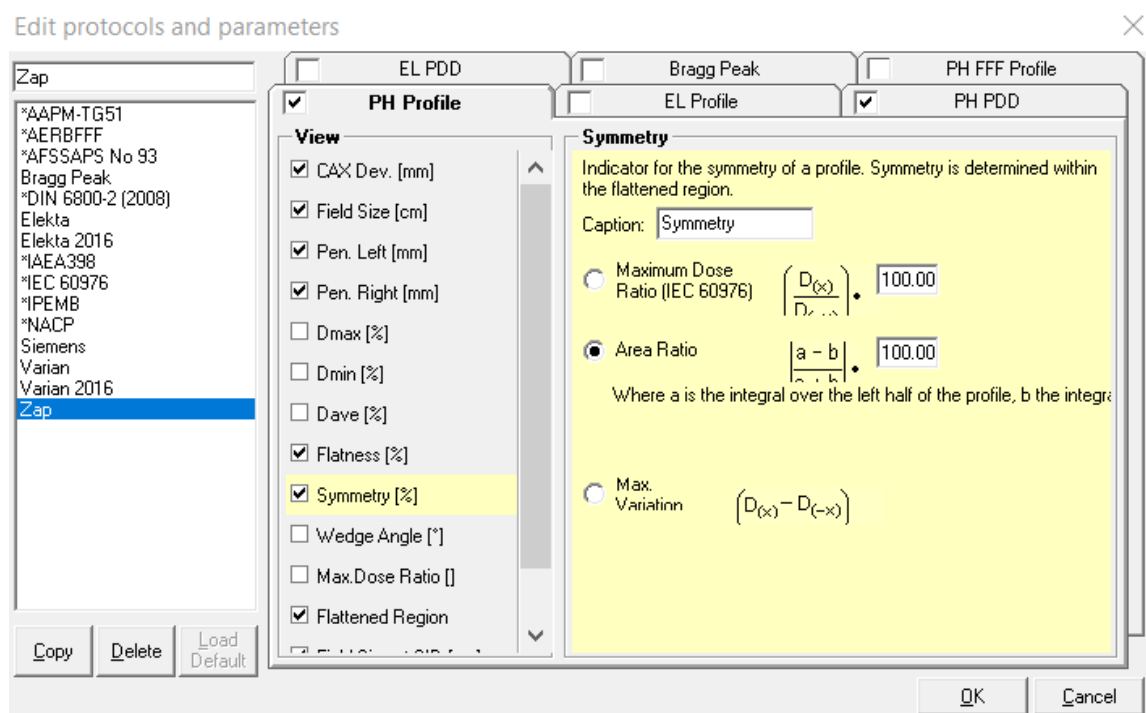 Edit protocols and parameters
Zap
*AAPM-TG51
*AERBFFF
*AFSSAPS No 93
Bragg Peak
*DIN 6800-2 (2008)
Elekta
Elekta 2016
*IAEA398
*IEC 60976
*IPEMB
*NACP
Siemens
Varian
Varian 2016
Zap
Copy
Delete
Load
Default
EL PDD
Bragg Peak
PH FFF Profile
PH Profile
EL Profile
PH PDD
View
CAX Dev. [mm]
Field Size [cm]
Pen. Left [mm]
Pen. Right [mm]
Dmax [%]
Dmin [%]
Dave [%]
Flatness [%]
Symmetry [%]
Wedge Angle [°]
Max.Dose Ratio []
Flattened Region
Symmetry
Indicator for the symmetry of a profile. Symmetry is determined within
the flattened region.
Caption: Symmetry
Maximum Dose
Ratio (IEC 60976)
D(x)
100.00
Area Ratio
|a - b|
100.00
Where a is the integral over the left half of the profile, b the integra
Max.
Variation
(D(x) - D(-x))
OK
Cancel